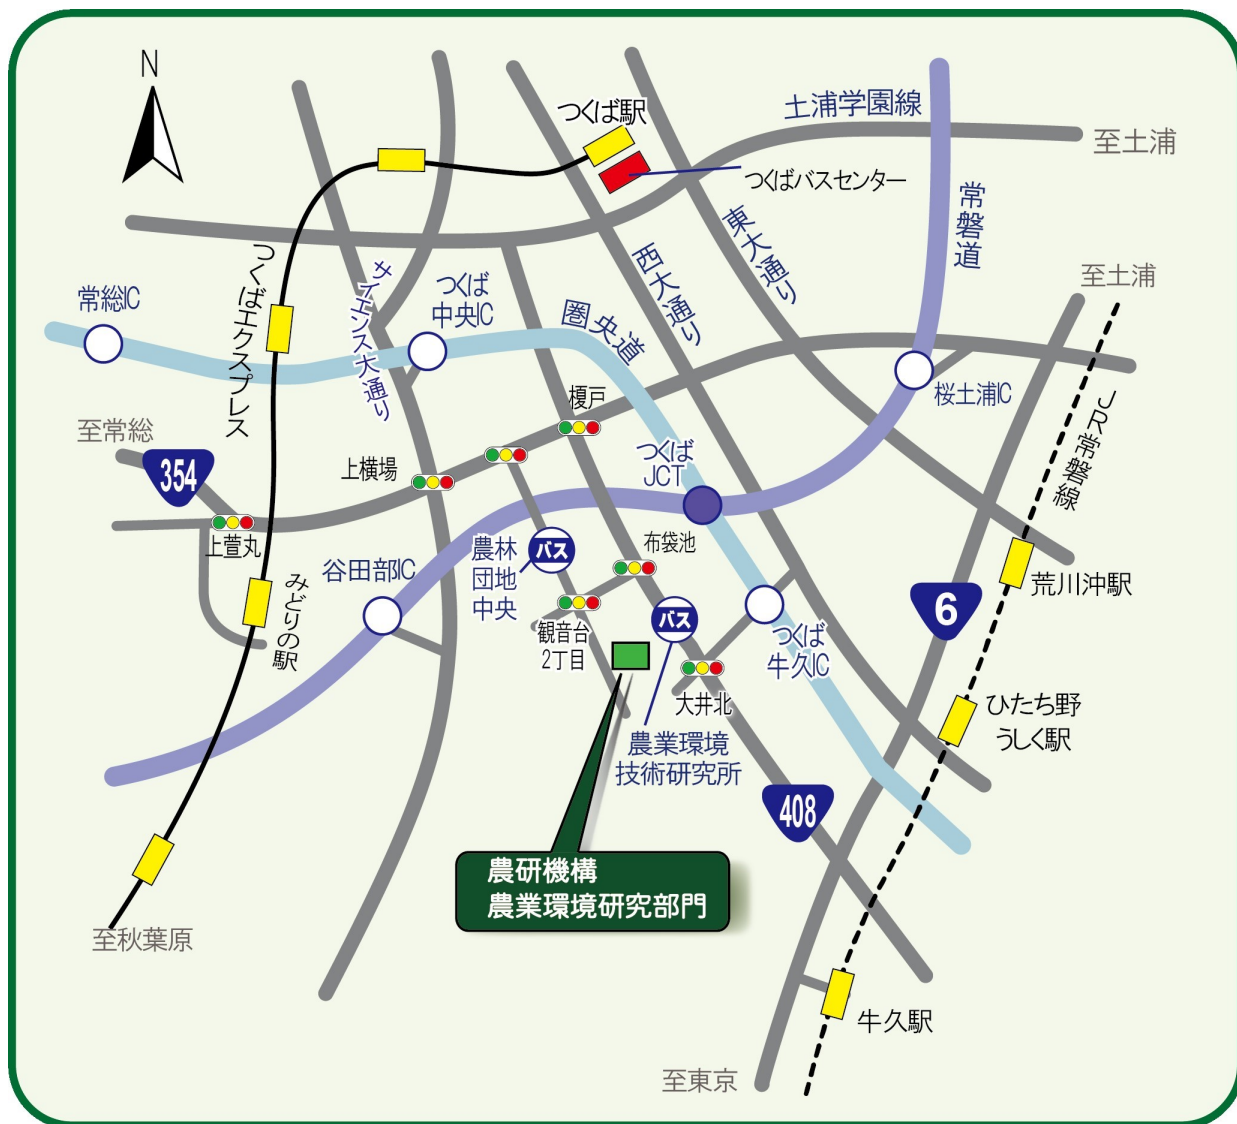 N
つくば駅
土浦学園線
至土浦
つくばバスセンター
常磐道
東大通り
西大通り
至土浦
つくばエクスプレス
サイエンス大通り
常総IC
つくば
中央IC
圏央道
桜土浦IC
JR常磐線
榎戸
至常総
354
上横場
つくば
JCT
上萱丸
農林
団地
中央
バス
布袋池
谷田部IC
みどりの駅
荒川沖駅
6
バス
観音台
2丁目
つくば
牛久IC
大井北
ひたち野
うしく駅
農業環境
技術研究所
408
農研機構
農業環境研究部門
至秋葉原
牛久駅
至東京